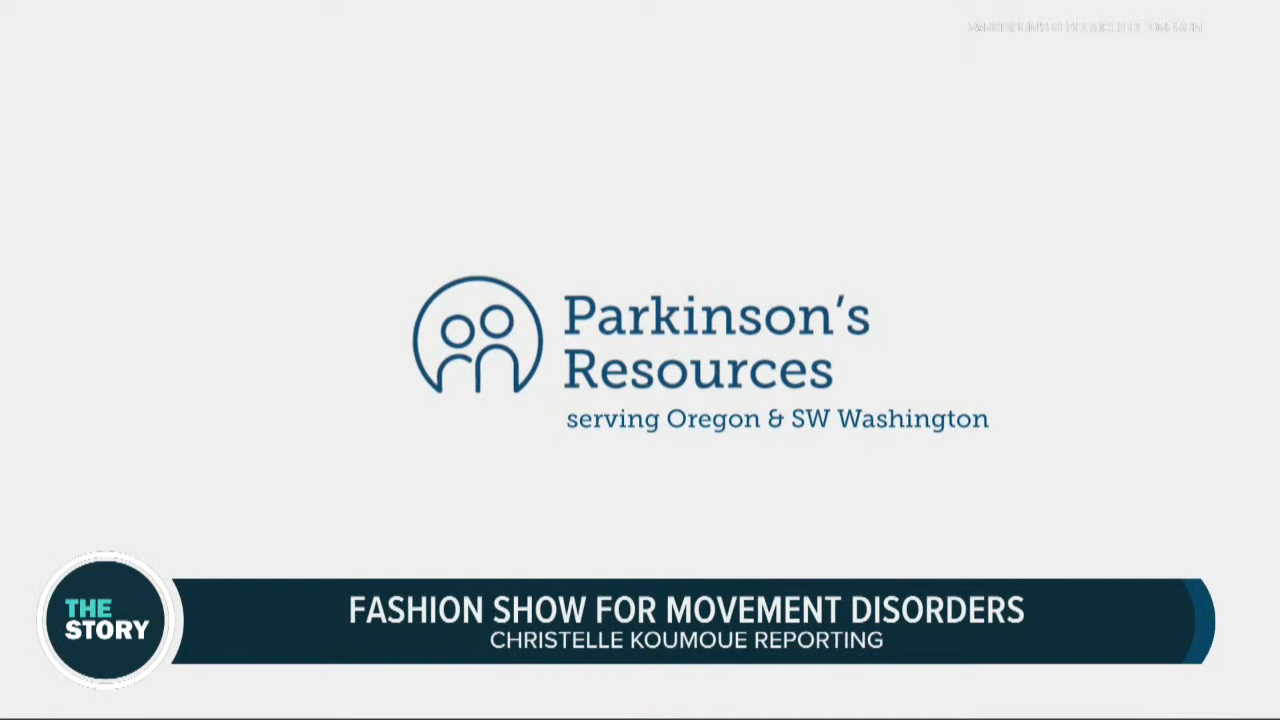 Parkinson's
Resources
serving Oregon & SW Washington
THE
STORY
FASHION SHOW FOR MOVEMENT DISORDERS
CHRISTELLE KOUMOUE REPORTING